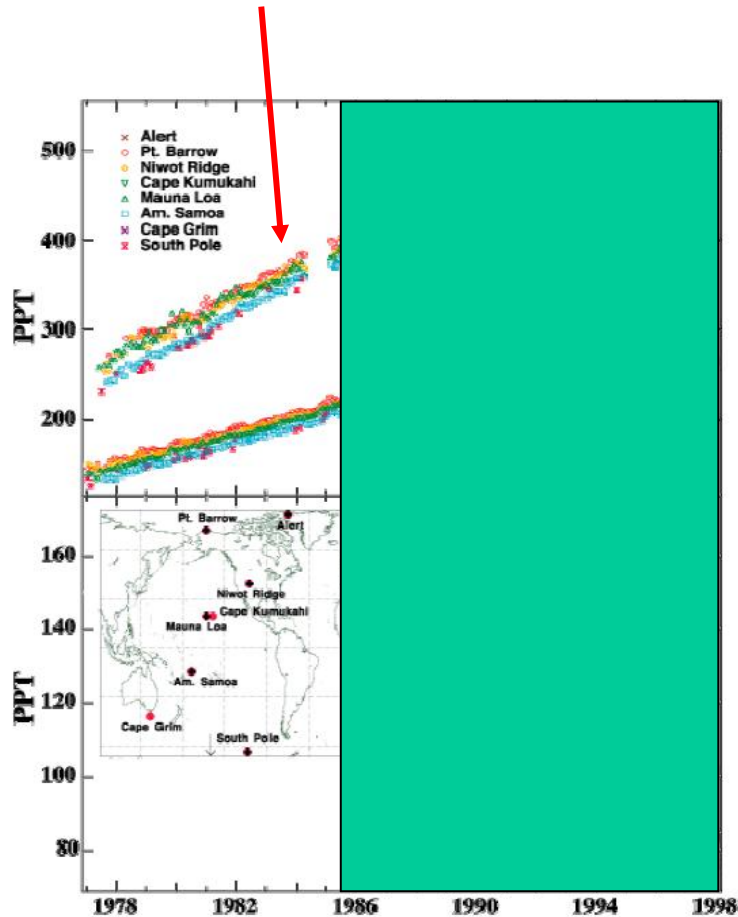 500
400
300
200
PPT
Alert
Pt. Barrow
Niwot Ridge
Cape Kumukahi
Mauna Loa
Am. Samoa
Cape Grim
South Pole
160
140
120
100
80
PPT
Pt. Barrow
Alert
Niwot Ridge
Cape Kumukahi
Mauna Loa
Am. Samoa
Cape Grim
South Pole
1978 1982 1986 1990 1994 1998